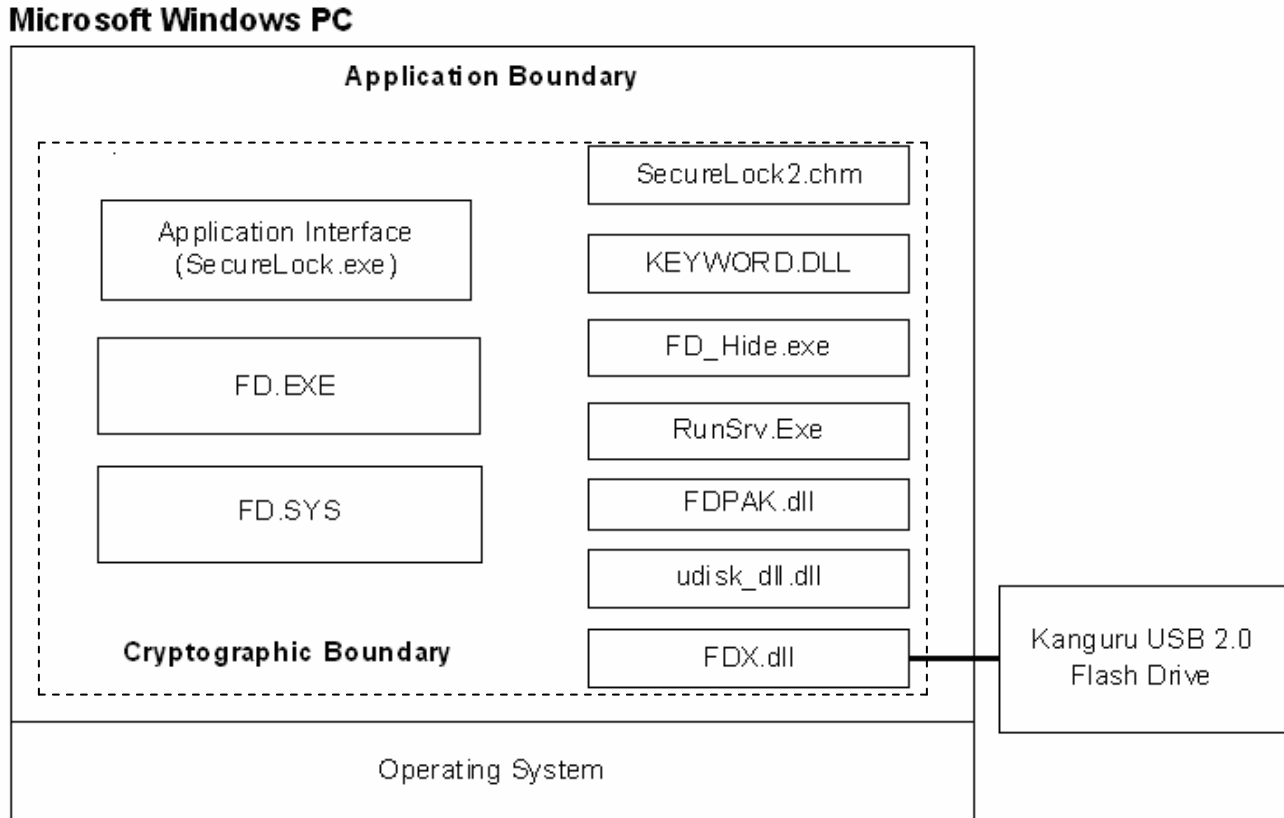 Microsoft Windows PC
Application Boundary
Application Interface
(SecureLock.exe)
FD.EXE
FD.SYS
Cryptographic Boundary
SecureLock2.chm
KEYWORD.DLL
FD_Hide.exe
RunSrv.Exe
FDPAK.dll
udisk_dll.dll
FDX.dll
Kanguru USB 2.0
Flash Drive
Operating System